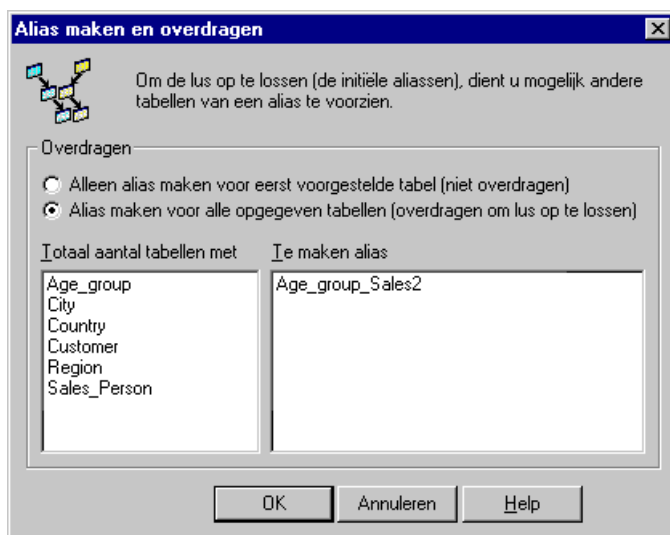 Alias maken en overdragen
Om de lus op te lossen (de initiële aliassen), dient u mogelijk andere
tabellen van een alias te voorzien.
Overdragen
Alleen alias maken voor eerst voorgestelde tabel (niet overdragen)
Alias maken voor alle opgegeven tabellen (overdragen om lus op te lossen)
Totaal aantal tabellen met
Te maken alias
Age_group
City
Country
Customer
Region
Sales_Person
Age_group_Sales2
OK
Annuleren
Help